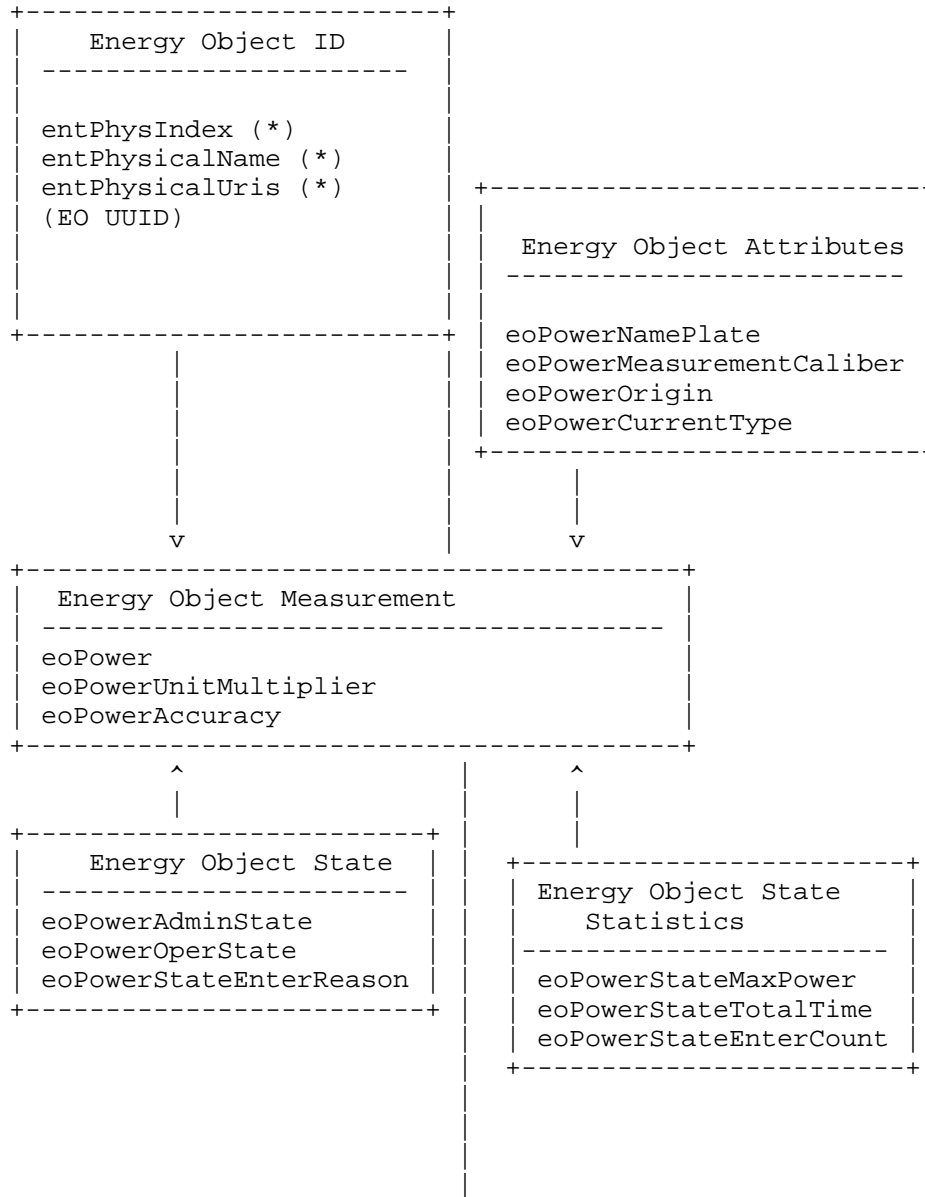 Energy Object ID
-----------------------
entPhysIndex (*)
entPhysicalName (*)
entPhysicalUris (*)
(EO UUID)
Energy Object Attributes
-------------------------
eoPowerNamePlate
eoPowerMeasurementCaliber
eoPowerOrigin
eoPowerCurrentType
v
v
Energy Object Measurement
---------------------------------------
eoPower
eoPowerUnitMultiplier
eoPowerAccuracy
^
^
Energy Object State
-----------------------
eoPowerAdminState
eoPowerOperState
eoPowerStateEnterReason
Energy Object State
Statistics
-----------------------
eoPowerStateMaxPower
eoPowerStateTotalTime
eoPowerStateEnterCount